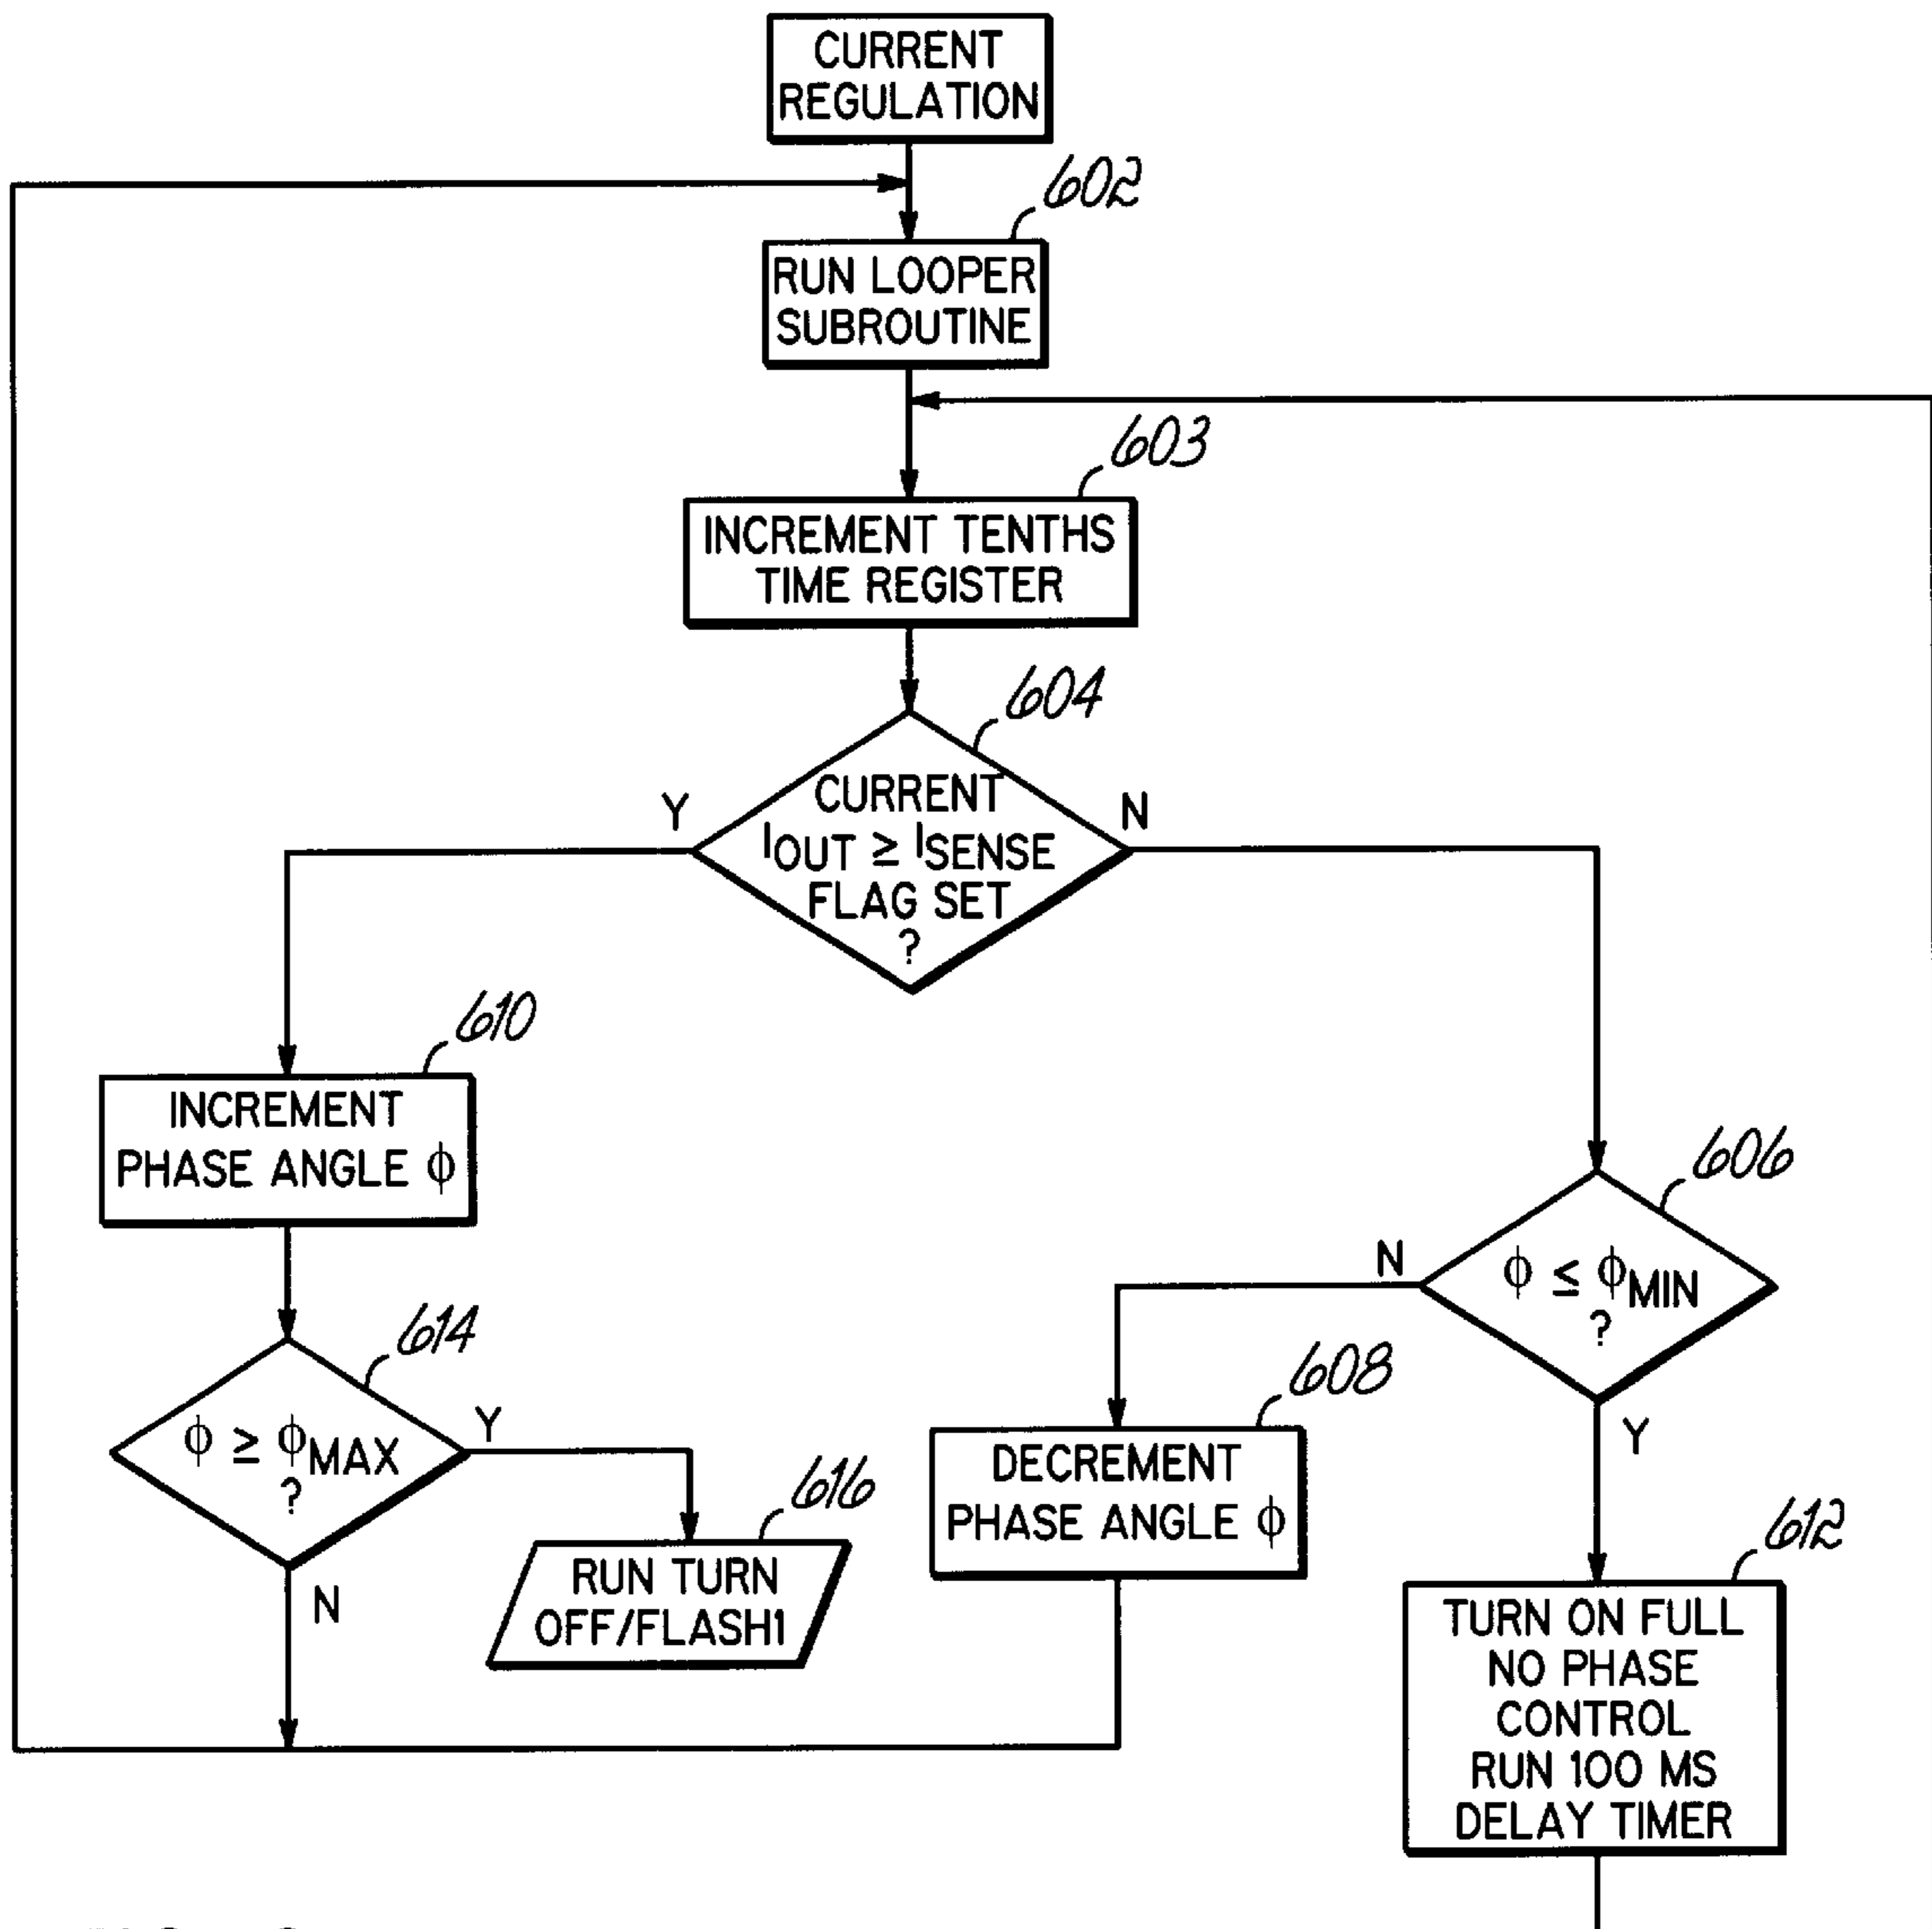 CURRENT
REGULATION
602
RUN LOOPER
SUBROUTINE
603
INCREMENT TENTHS
TIME REGISTER
604
CURRENT
IOUT ≥ ISENSE
FLAG SET
?
Y
N
610
INCREMENT
PHASE ANGLE ϕ
606
ϕ ≤ ϕMIN
?
N
Y
614
ϕ ≥ ϕMAX
?
Y
N
616
RUN TURN
OFF/FLASH1
608
DECREMENT
PHASE ANGLE ϕ
612
TURN ON FULL
NO PHASE
CONTROL
RUN 100 MS
DELAY TIMER